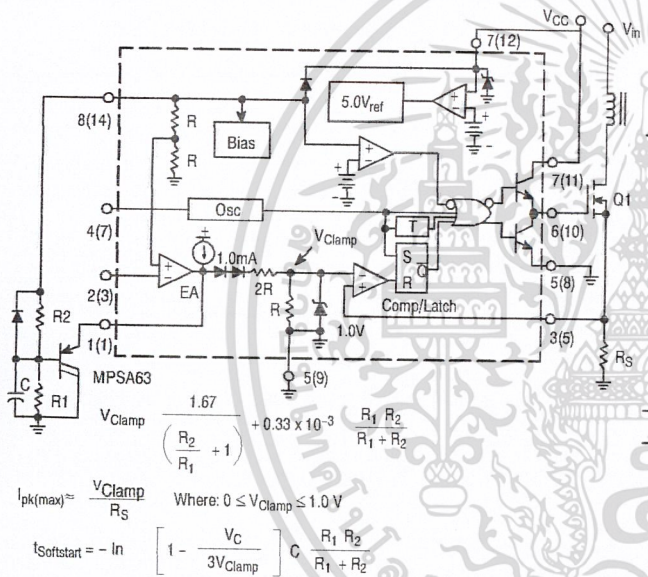 VCC
Vin
7(12)
5.0Vref
8(14)
R
Bias
R
7(11)
Q1
Osc
4(7)
VClamp
T
6(10)
1.0mA
S
2(3)
EA
2R
R
Q
5(8)
R2
R
1.0V
Comp/Latch
1(1)
3(5)
C
R1
MPSA63
5(9)
RS
VClamp 1.67 / (R2/R1 + 1) + 0.33 x 10⁻³ R1 R2 / R1 + R2
Ipk(max) ≈ VClamp / RS Where: 0 ≤ VClamp ≤ 1.0 V
tSoftstart = - ln [1 - VC / 3VClamp] C R1 R2 / R1 + R2